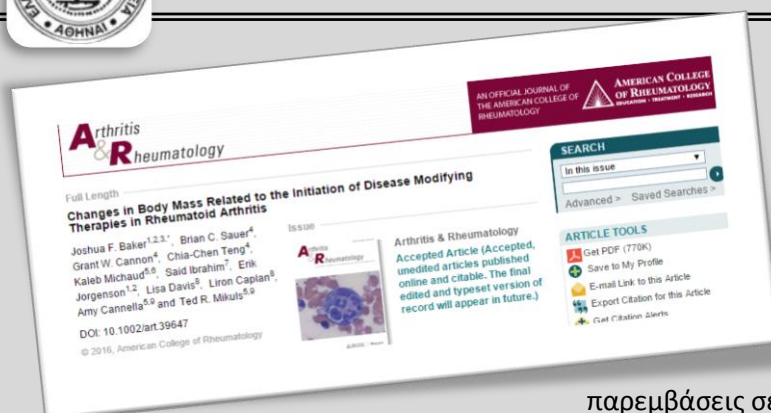 ΑΘΗΝΑΙ
Arthritis
& Rheumatology
AN OFFICIAL JOURNAL OF
THE AMERICAN COLLEGE OF
RHEUMATOLOGY
AMERICAN COLLEGE
OF RHEUMATOLOGY
EDUCATION • TREATMENT • RESEARCH
Full Length
Changes in Body Mass Related to the Initiation of Disease Modifying
Therapies in Rheumatoid Arthritis
Joshua F. Baker1,2,3,*, Brian C. Sauer4,
Grant W. Cannon4, Chia-Chen Teng4,
Kaleb Michaud5,6, Said Ibrahim7, Erik
Jorgenson1,2, Lisa Davis8, Liron Caplan8,
Amy Cannella5,9 and Ted R. Mikuls5,9
DOI: 10.1002/art.39647
© 2016, American College of Rheumatology
Issue
Arthritis
Rheumatology
Arthritis & Rheumatology
Accepted Article (Accepted,
unedited articles published
online and citable. The final
edited and typeset version of
record will appear in future.)
SEARCH
In this issue
Advanced > Saved Searches >
ARTICLE TOOLS
Get PDF (770K)
Save to My Profile
E-mail Link to this Article
Export Citation for this Article
Get Citation Alerts
παρεμβάσεις σε